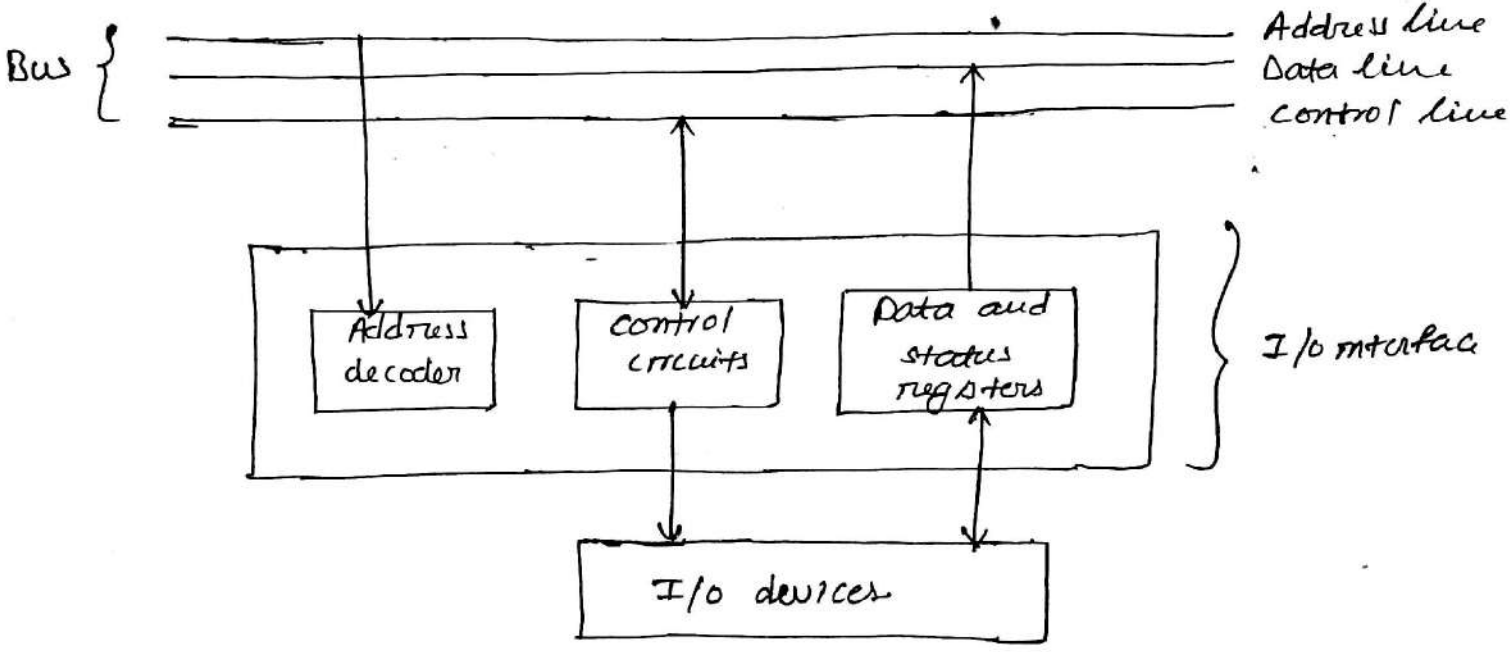 Bus
Address line
Data line
control line
Address
decoder
control
circuits
Data and
status
registers
I/o interface
I/o devices